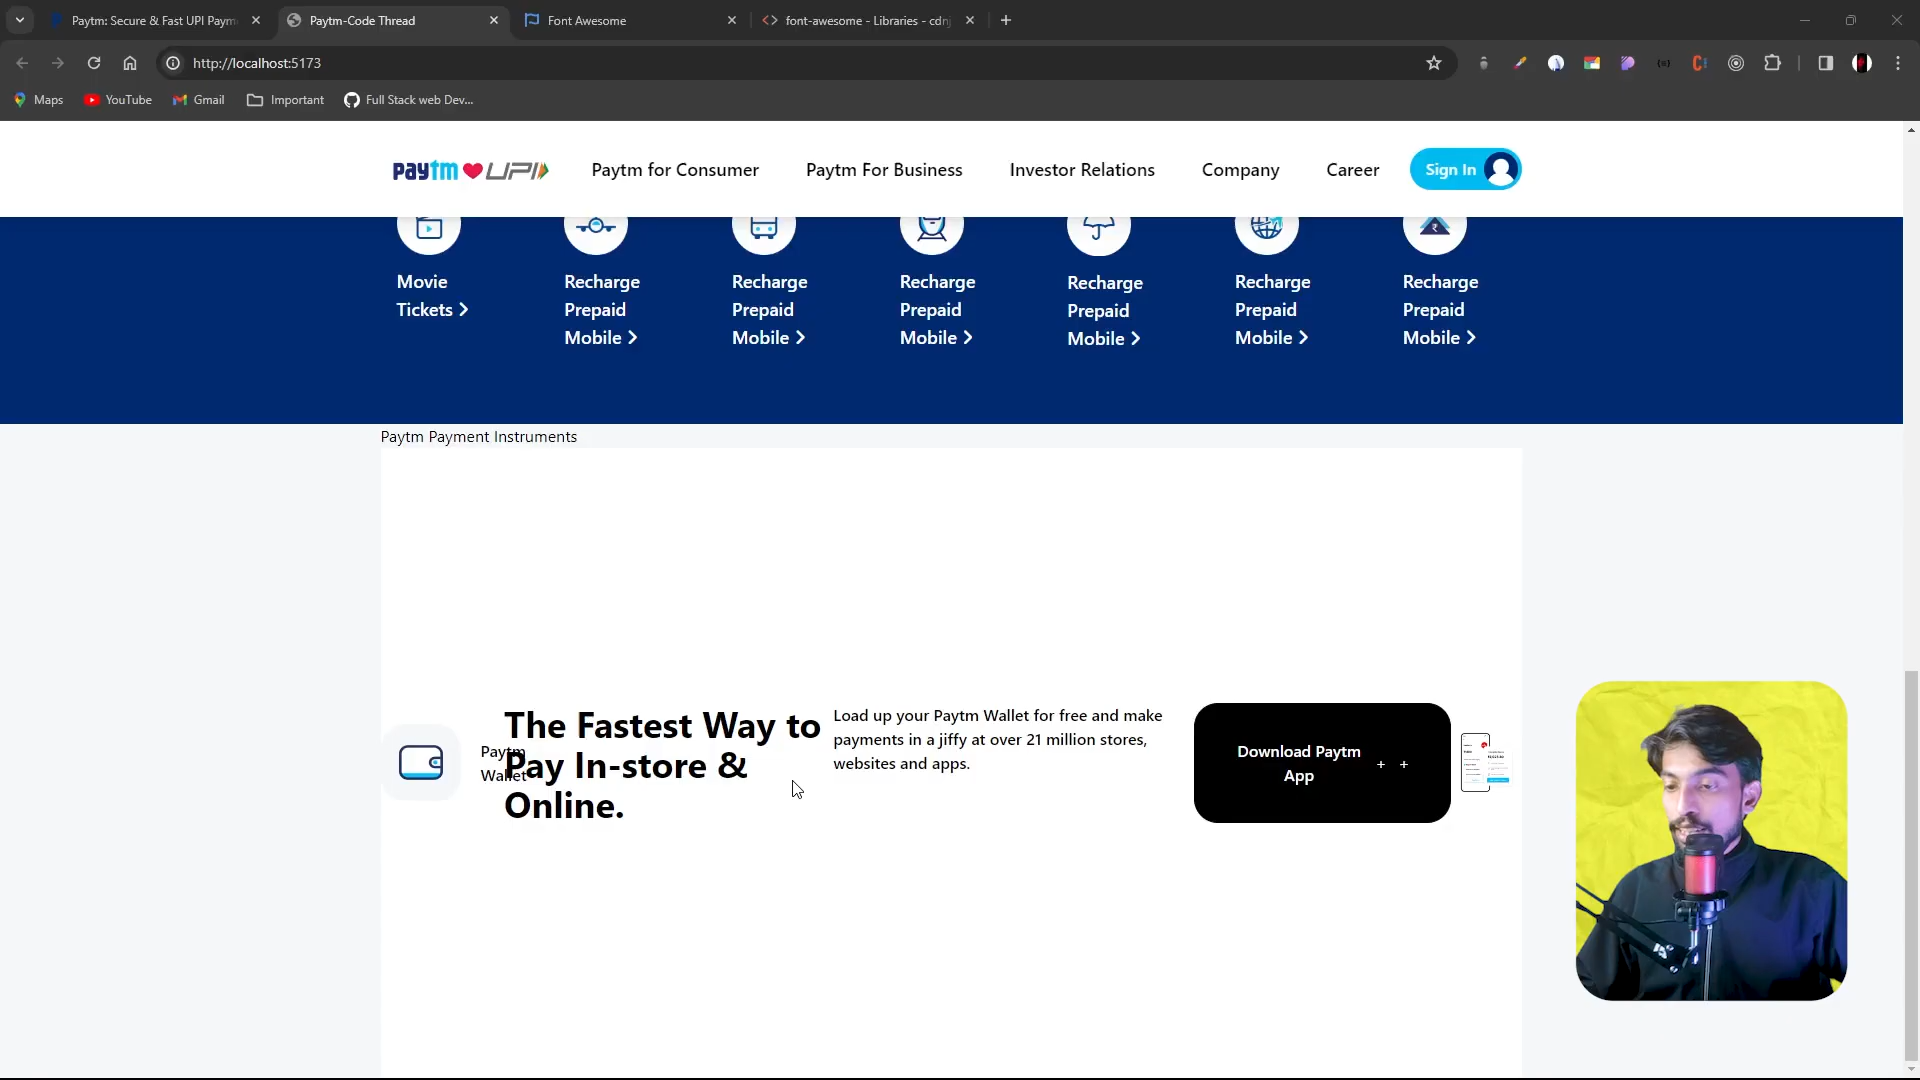 Paytm: Secure & Fast UPI Paym
Paytm-Code Thread
Font Awesome
font-awesome - Libraries - cdnj
http://localhost:5173
Maps
YouTube
Gmail
Important
Full Stack web Dev...
paytm UPI
Paytm for Consumer
Paytm For Business
Investor Relations
Company
Career
Sign In
Movie
Tickets >
Recharge
Prepaid
Mobile >
Recharge
Prepaid
Mobile >
Recharge
Prepaid
Mobile >
Recharge
Prepaid
Mobile >
Recharge
Prepaid
Mobile >
Recharge
Prepaid
Mobile >
Paytm Payment Instruments
Paytm
Wallet
The Fastest Way to
Pay In-store &
Online.
Load up your Paytm Wallet for free and make
payments in a jiffy at over 21 million stores,
websites and apps.
Download Paytm
App
+ +